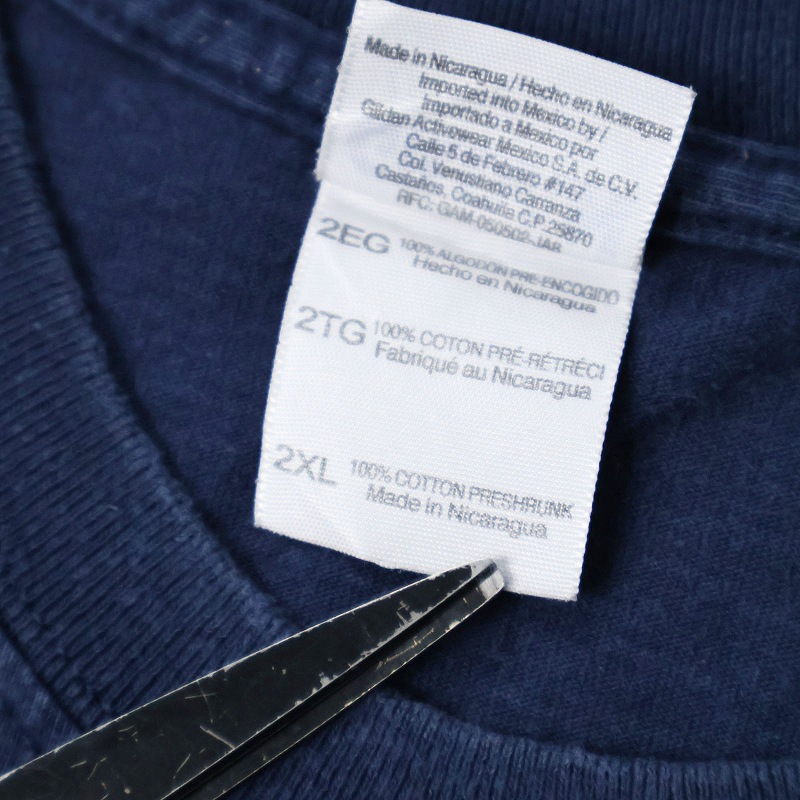 Made in Nicaragua / Hecho en Nicaragua
Imported into Mexico by /
Importado a Mexico por
Gildan Activewear Mexico S.A. de C.V.
Calle 5 de Febrero #147
Col. Venustiano Carranza
Castaños, Coahuila C.P. 25870
RFC: GAM-050502-JAR
2EG 100% ALGODÓN PRE-ENCOGIDO
Hecho en Nicaragua
2TG 100% COTON PRÉ-RÉTRÉCI
Fabriqué au Nicaragua
2XL 100% COTTON PRESHRUNK
Made in Nicaragua